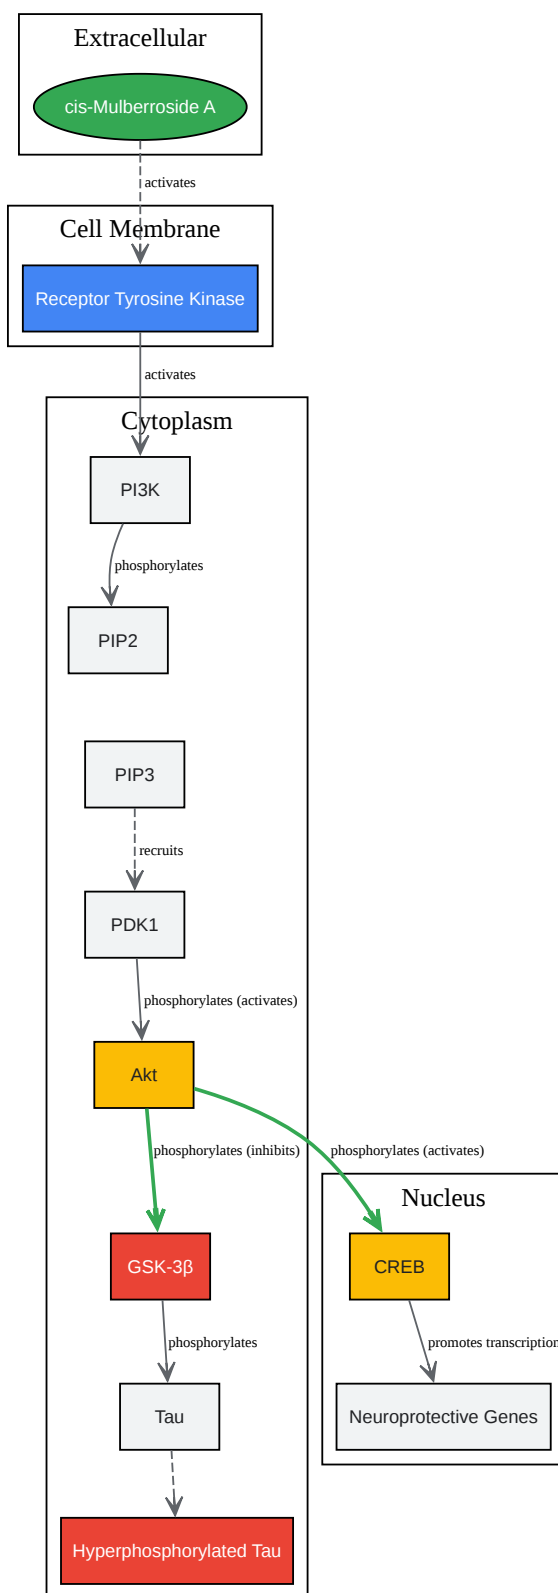 Extracellular
cis-Mulberroside A
activates
Cell Membrane
Receptor Tyrosine Kinase
activates
Cytoplasm
PI3K
phosphorylates
PIP2
PIP3
recruits
PDK1
phosphorylates (activates)
Akt
phosphorylates (inhibits)
phosphorylates (activates)
Nucleus
GSK-3β
CREB
phosphorylates
promotes transcription
Tau
Neuroprotective Genes
Hyperphosphorylated Tau